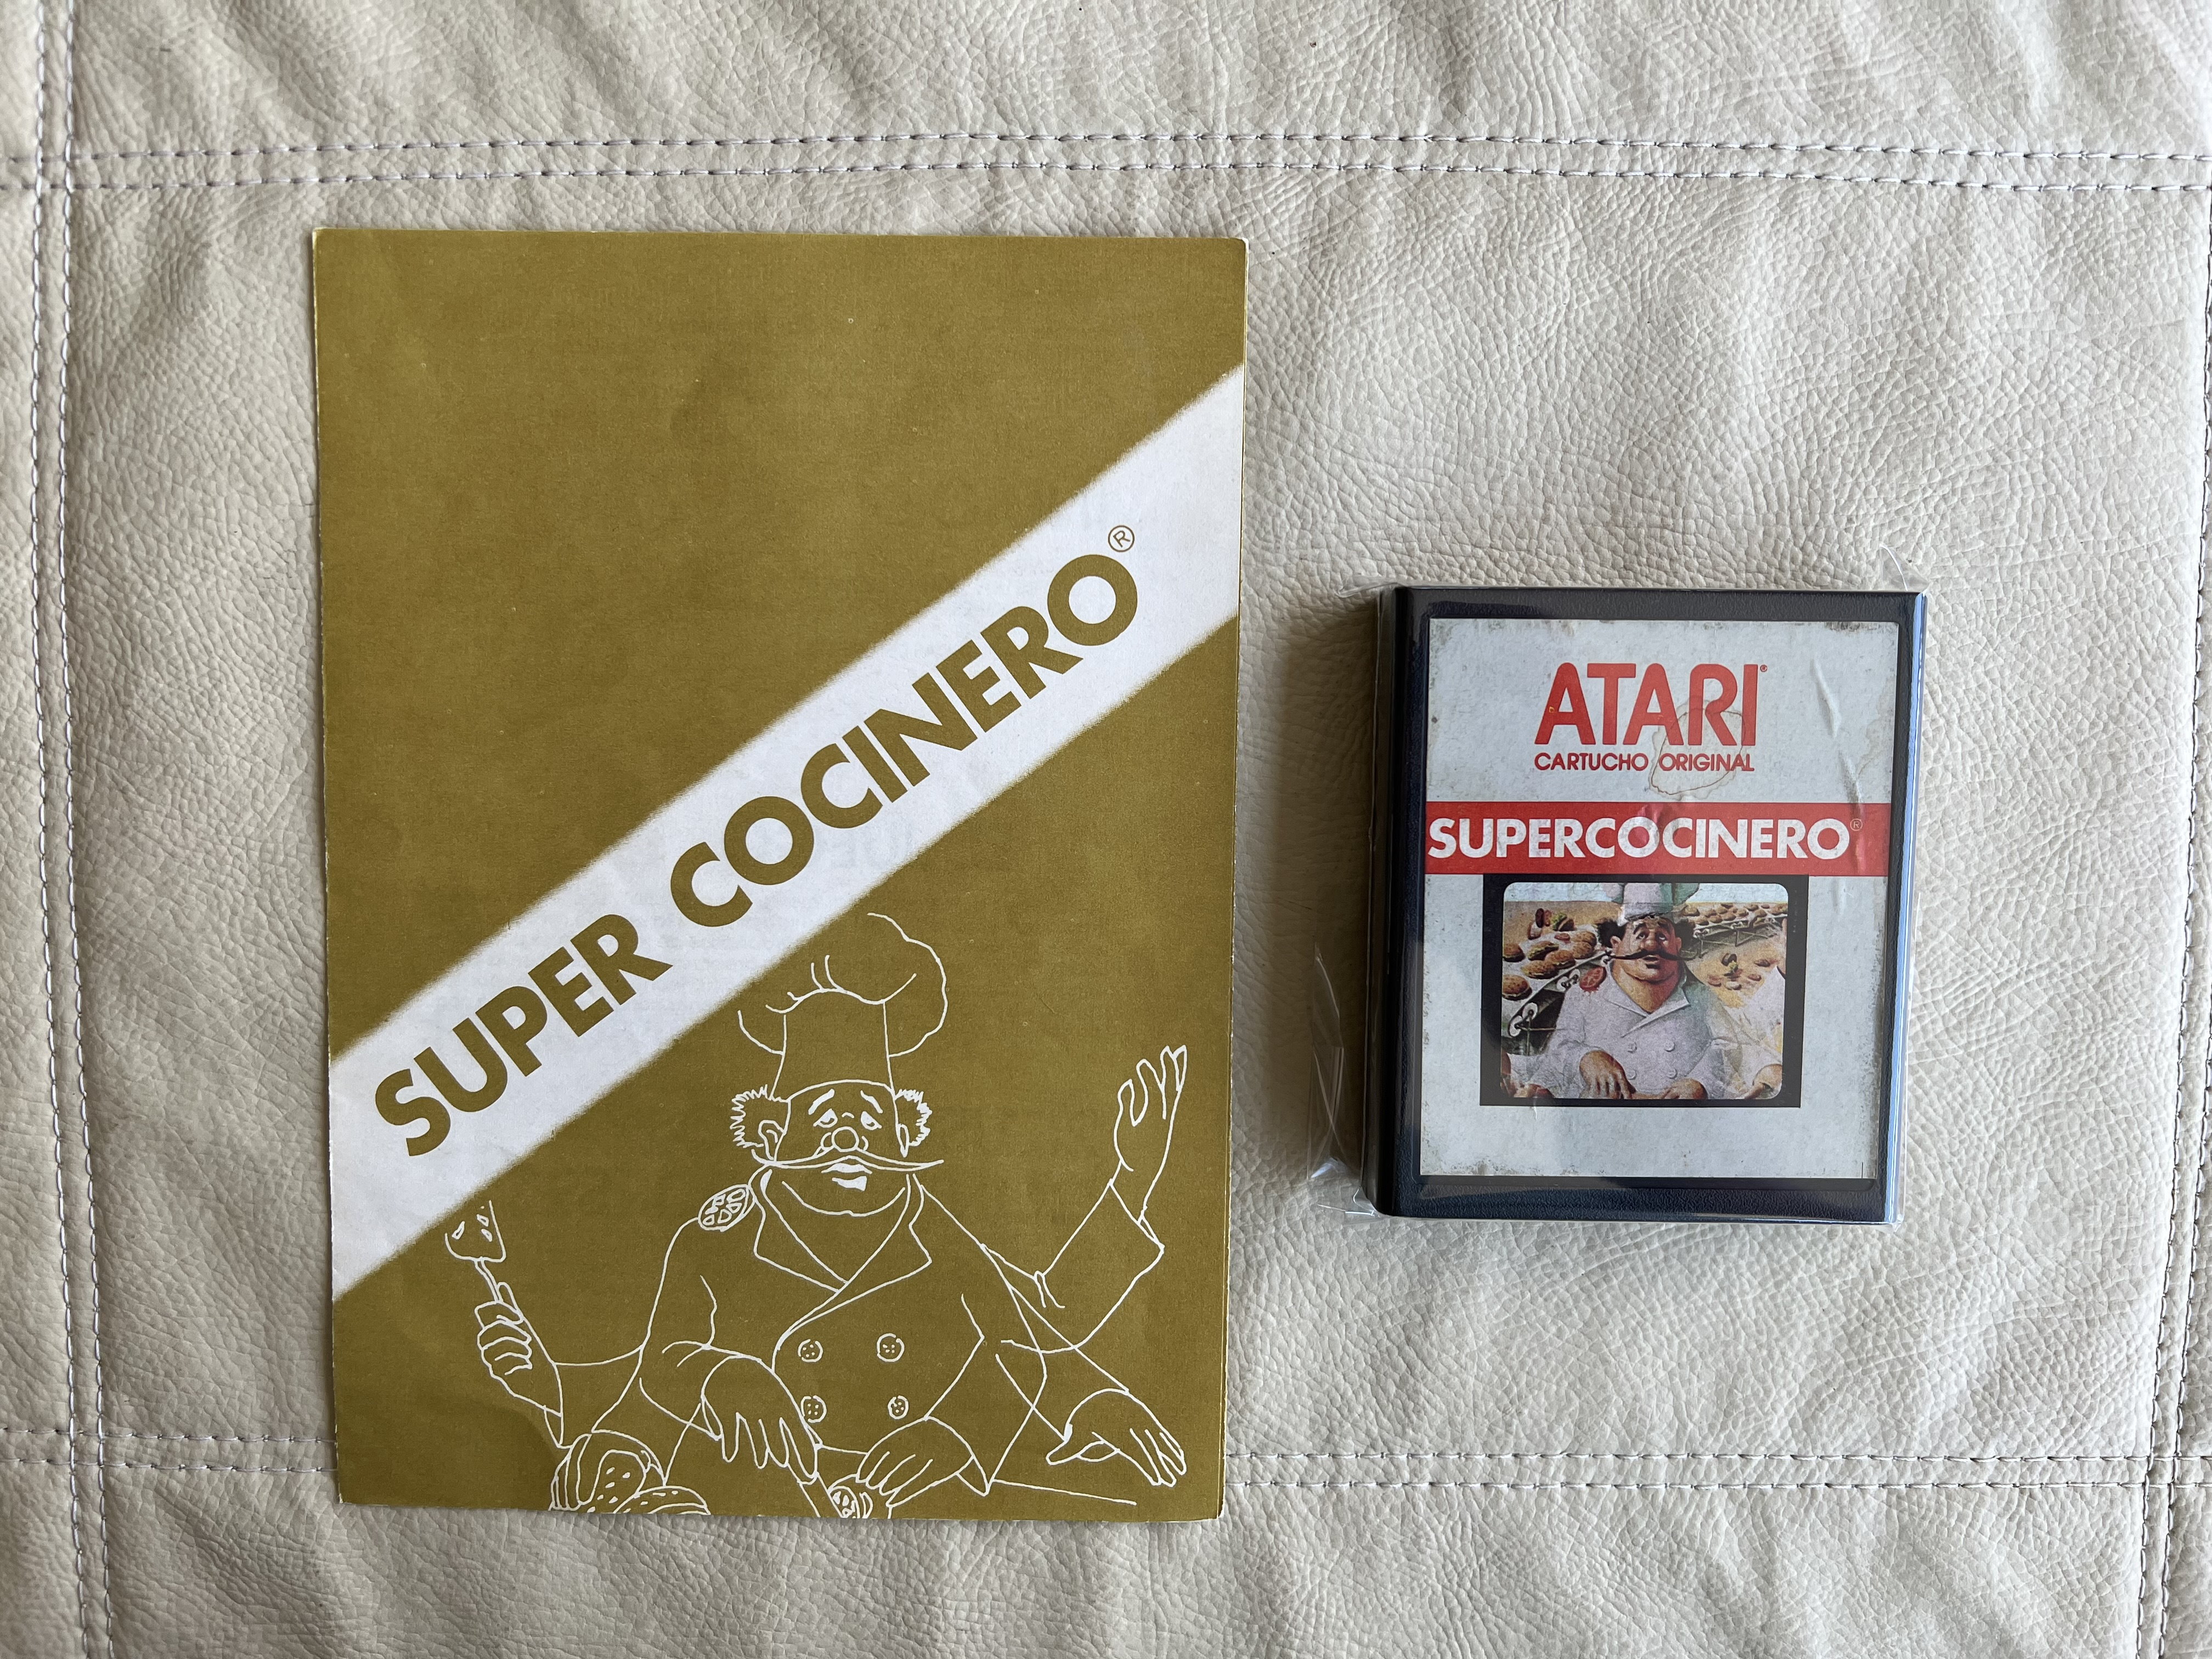 SUPER COCINERO®
ATARI®
CARTUCHO ORIGINAL
SUPERCOCINERO®